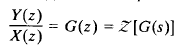 Y(z)/X(z) = G(z) = Z[G(s)]